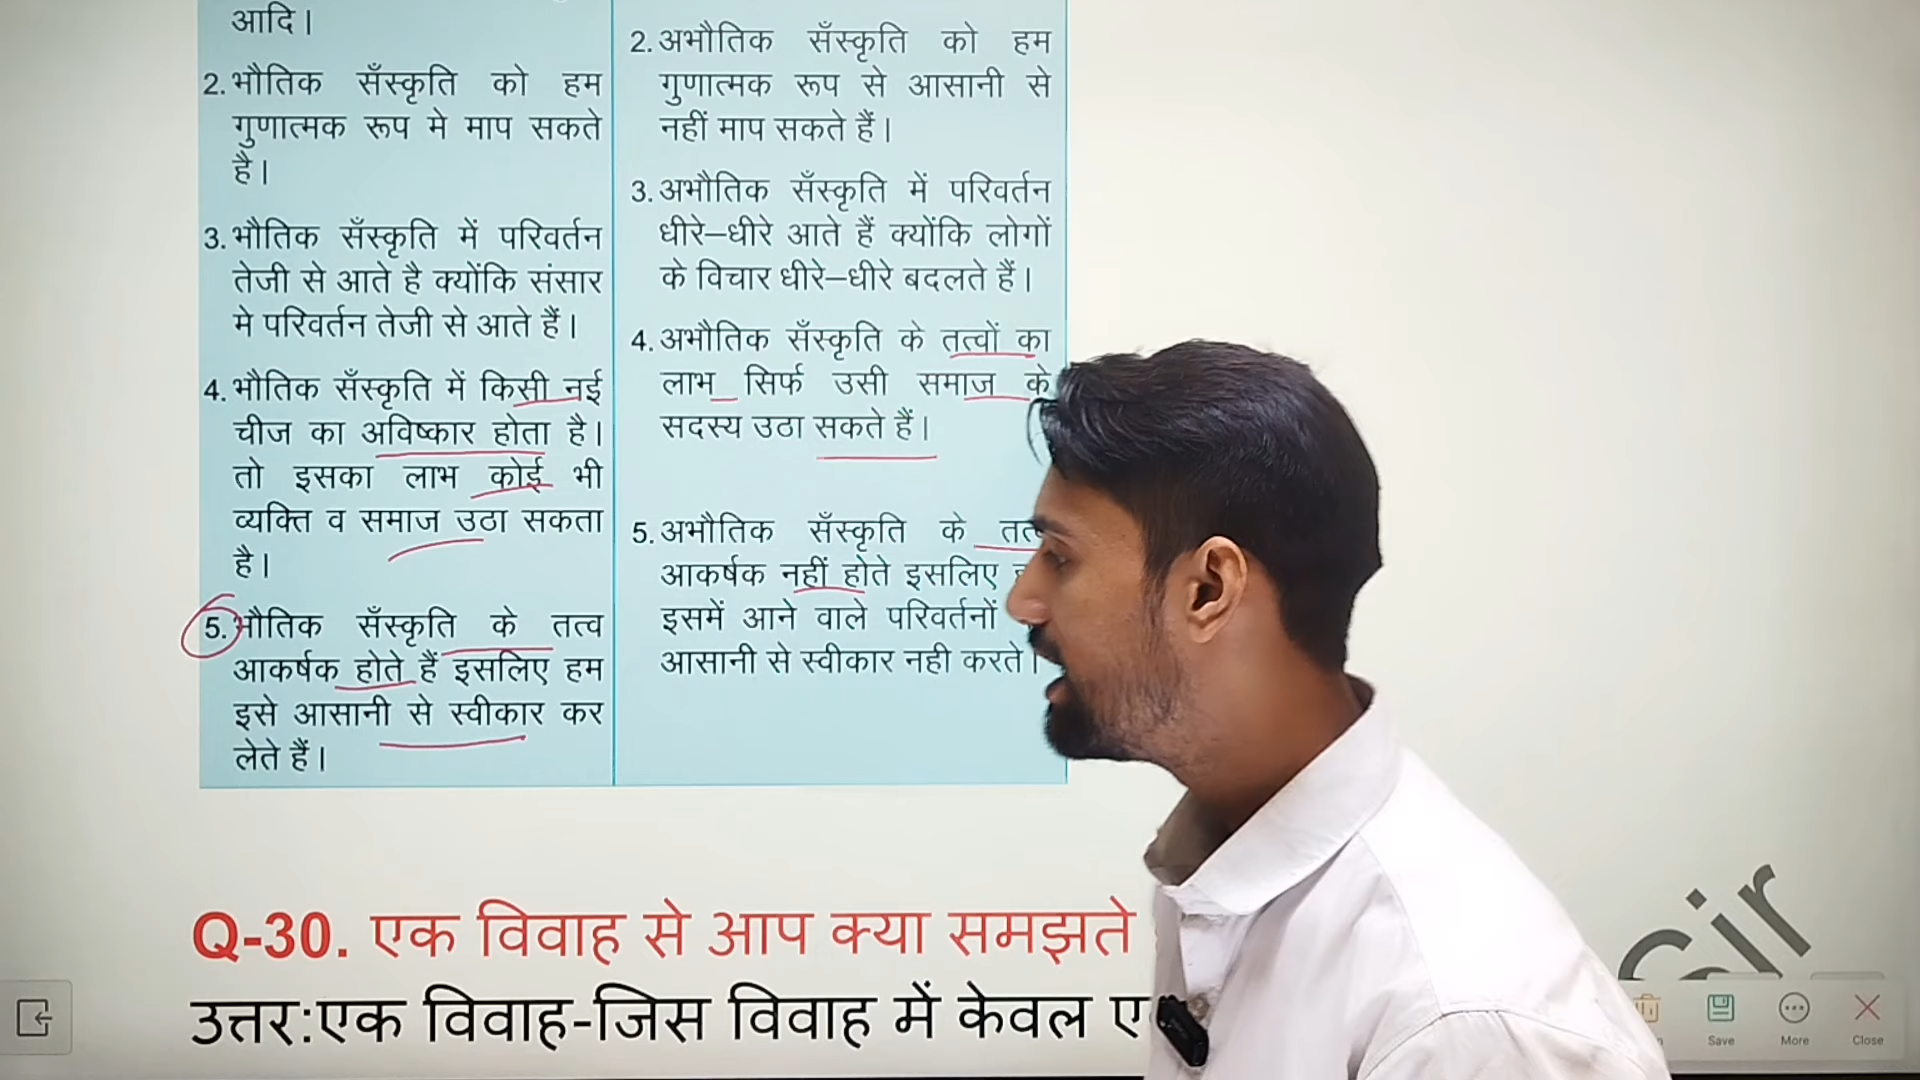 आदि।
2. भौतिक सँस्कृति को हम
गुणात्मक रूप मे माप सकते
है।
3. भौतिक सँस्कृति में परिवर्तन
तेजी से आते है क्योंकि संसार
मे परिवर्तन तेजी से आते हैं।
4. भौतिक सँस्कृति में किसी नई
चीज का अविष्कार होता है।
तो इसका लाभ कोई भी
व्यक्ति व समाज उठा सकता
है।
5. भौतिक सँस्कृति के तत्व
आकर्षक होते हैं इसलिए हम
इसे आसानी से स्वीकार कर
लेते हैं।
2. अभौतिक सँस्कृति को हम
गुणात्मक रूप से आसानी से
नहीं माप सकते हैं।
3. अभौतिक सँस्कृति में परिवर्तन
धीरे–धीरे आते हैं क्योंकि लोगों
के विचार धीरे–धीरे बदलते हैं।
4. अभौतिक सँस्कृति के तत्वों का
लाभ सिर्फ उसी समाज के
सदस्य उठा सकते हैं।
5. अभौतिक सँस्कृति के
आकर्षक नहीं होते इसलिए
इसमें आने वाले परिवर्तनों
आसानी से स्वीकार नही करते।
Q-30. एक विवाह से आप क्या समझते
उत्तर:एक विवाह-जिस विवाह में केवल
Sir
Save
More
Close